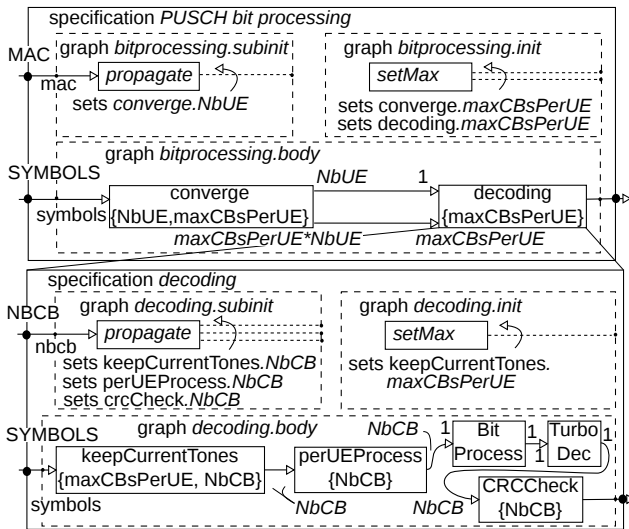 specification PUSCH bit processing
graph bitprocessing.subinit
graph bitprocessing.init
MAC
mac
propagate
setMax
sets converge.NbUE
sets converge.maxCBsPerUE
sets decoding.maxCBsPerUE
graph bitprocessing.body
SYMBOLS
symbols
NbUE
1
converge
{NbUE,maxCBsPerUE}
decoding
{maxCBsPerUE}
maxCBsPerUE*NbUE
maxCBsPerUE
specification decoding
graph decoding.subinit
graph decoding.init
NBCB
nbcb
propagate
setMax
sets keepCurrentTones.NbCB
sets perUEProcess.NbCB
sets crcCheck.NbCB
sets keepCurrentTones.
maxCBsPerUE
graph decoding.body
SYMBOLS
symbols
keepCurrentTones
{maxCBsPerUE, NbCB}
NbCB
perUEProcess
{NbCB}
NbCB
1
Bit
Process
1
1
Turbo
Dec
1
NbCB
CRCCheck
{NbCB}